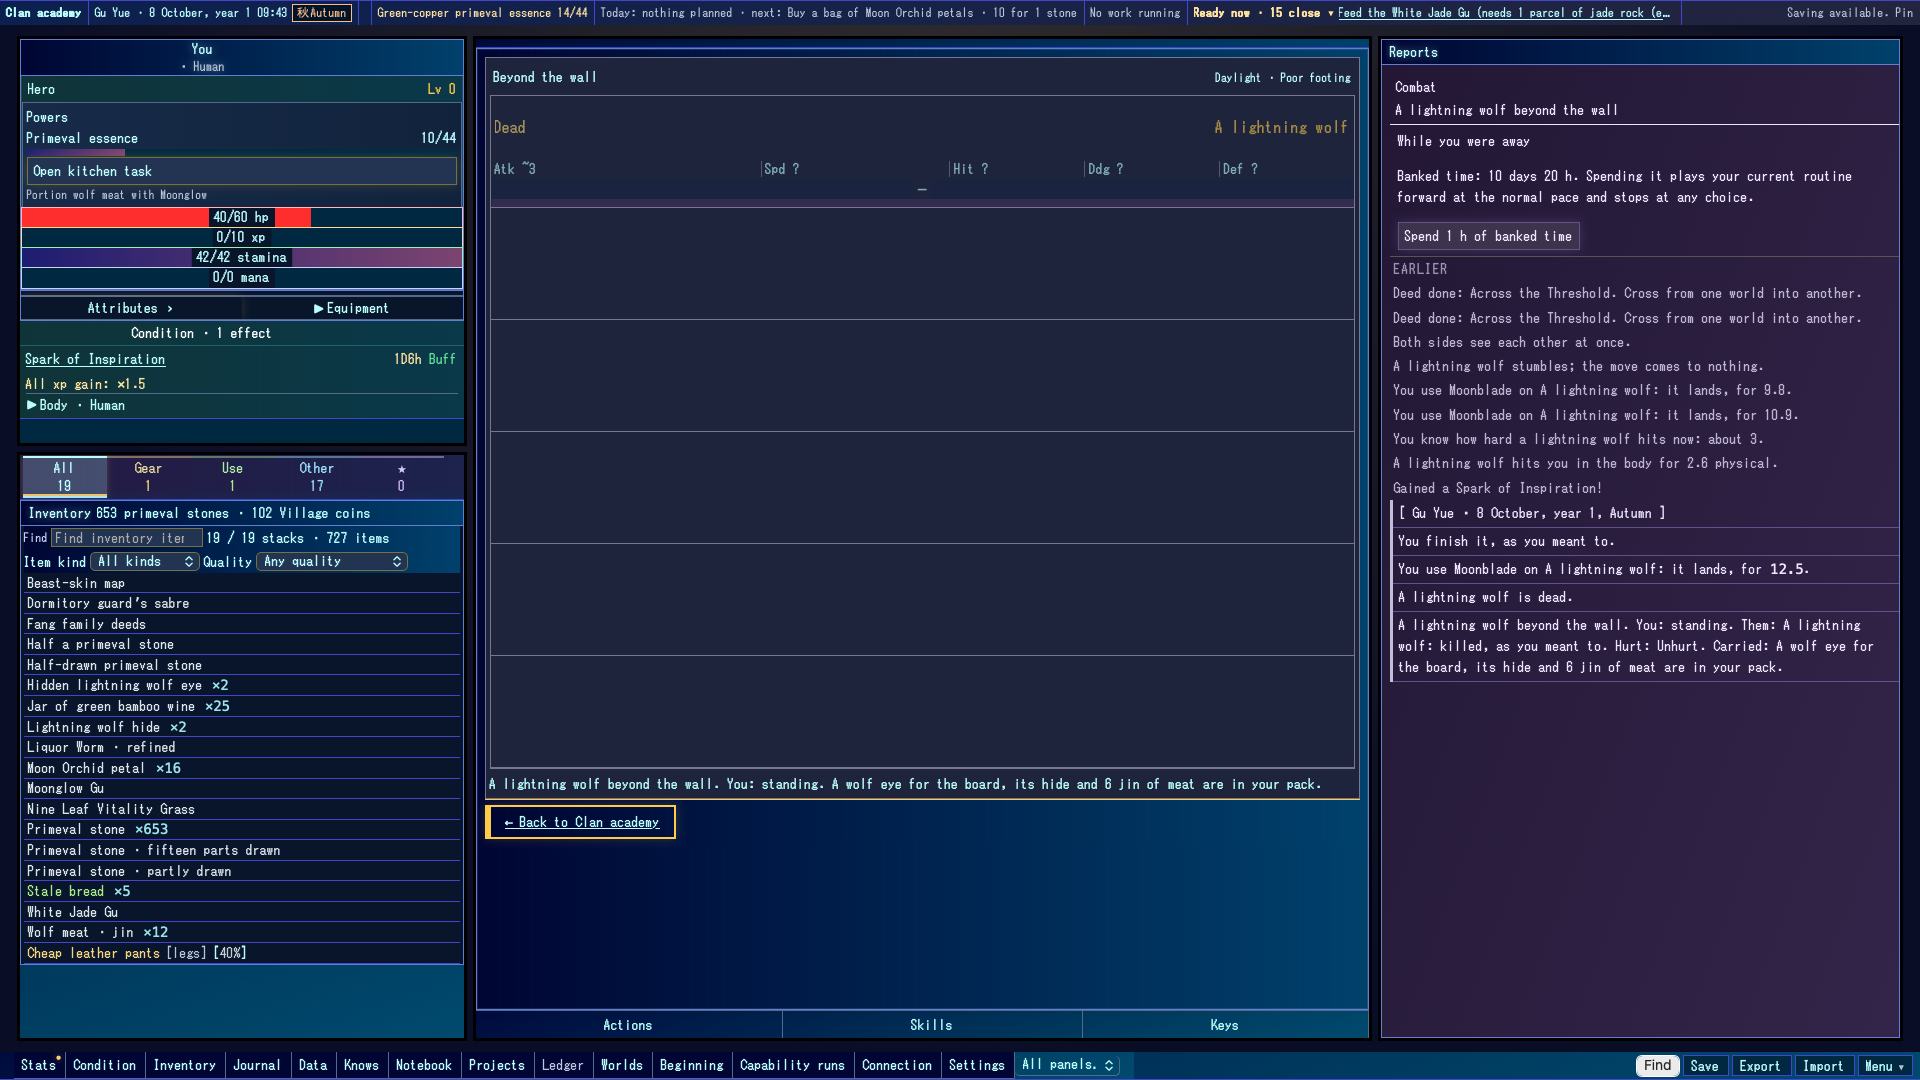 Clan academy
Gu Yue · 8 October, year 1 09:43 秋Autumn
Green-copper primeval essence 14/44
Today: nothing planned · next: Buy a bag of Moon Orchid petals · 10 for 1 stone
No work running
Ready now · 15 close ▾ Feed the White Jade Gu (needs 1 parcel of jade rock (e…
Saving available. Pin
You
· Human
Hero Lv 0
Powers
Primeval essence 10/44
Open kitchen task
Portion wolf meat with Moonglow
40/60 hp
0/10 xp
42/42 stamina
0/0 mana
Attributes ›
▶Equipment
Condition · 1 effect
Spark of Inspiration 1D6h Buff
All xp gain: ×1.5
▶Body · Human
All 19
Gear 1
Use 1
Other 17
★ 0
Inventory 653 primeval stones · 102 Village coins
Find Find inventory iter 19 / 19 stacks · 727 items
Item kind All kinds Quality Any quality
Beast-skin map
Dormitory guard's sabre
Fang family deeds
Half a primeval stone
Half-drawn primeval stone
Hidden lightning wolf eye ×2
Jar of green bamboo wine ×25
Lightning wolf hide ×2
Liquor Worm · refined
Moon Orchid petal ×16
Moonglow Gu
Nine Leaf Vitality Grass
Primeval stone ×653
Primeval stone · fifteen parts drawn
Primeval stone · partly drawn
Stale bread ×5
White Jade Gu
Wolf meat · jin ×12
Cheap leather pants [legs] [40%]
Beyond the wall Daylight · Poor footing
Dead A lightning wolf
Atk ~3 Spd ? Hit ? Ddg ? Def ?
—
A lightning wolf beyond the wall. You: standing. A wolf eye for the board, its hide and 6 jin of meat are in your pack.
← Back to Clan academy
Actions Skills Keys
Reports
Combat
A lightning wolf beyond the wall
While you were away
Banked time: 10 days 20 h. Spending it plays your current routine
forward at the normal pace and stops at any choice.
Spend 1 h of banked time
EARLIER
Deed done: Across the Threshold. Cross from one world into another.
Deed done: Across the Threshold. Cross from one world into another.
Both sides see each other at once.
A lightning wolf stumbles; the move comes to nothing.
You use Moonblade on A lightning wolf: it lands, for 9.8.
You use Moonblade on A lightning wolf: it lands, for 10.9.
You know how hard a lightning wolf hits now: about 3.
A lightning wolf hits you in the body for 2.6 physical.
Gained a Spark of Inspiration!
[ Gu Yue · 8 October, year 1, Autumn ]
You finish it, as you meant to.
You use Moonblade on A lightning wolf: it lands, for 12.5.
A lightning wolf is dead.
A lightning wolf beyond the wall. You: standing. Them: A lightning
wolf: killed, as you meant to. Hurt: Unhurt. Carried: A wolf eye for
the board, its hide and 6 jin of meat are in your pack.
Stats Condition Inventory Journal Data Knows Notebook Projects Ledger Worlds Beginning Capability runs Connection Settings All panels.
Find Save Export Import Menu ▾